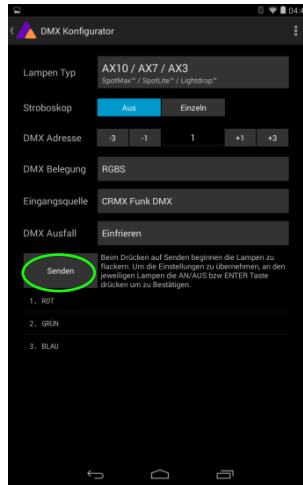 04:4
DMX Konfigurator
Lampen Typ
AX10 / AX7 / AX3
SpotMax™ / SpotLite™ / Lightdrop™
Stroboskop
Aus
Einzeln
DMX Adresse
-3
-1
1
+1
+3
DMX Belegung
RGBS
Eingangsquelle
CRMX Funk DMX
DMX Ausfall
Einfrieren
Senden
Beim Drücken auf Senden beginnen die Lampen zu
flackern. Um die Einstellungen zu übernehmen, an den
jeweiligen Lampen die AN/AUS bzw ENTER Taste
drücken um zu Bestätigen.
1. ROT
2. GRÜN
3. BLAU